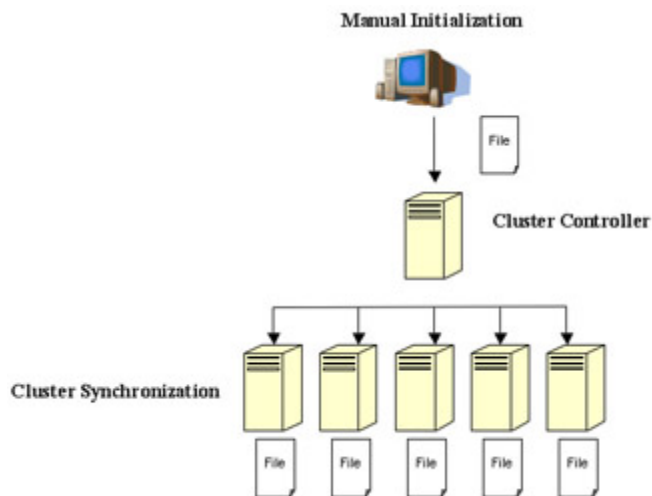 Manual Initialization
File
Cluster Controller
Cluster Synchronization
File
File
File
File
File